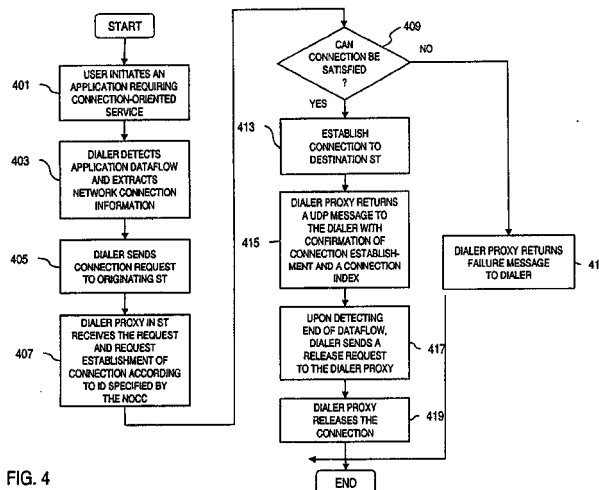 START
401
USER INITIATES AN
APPLICATION REQUIRING
CONNECTION-ORIENTED
SERVICE
403
DIALER DETECTS
APPLICATION DATAFLOW
AND EXTRACTS
NETWORK CONNECTION
INFORMATION
405
DIALER SENDS
CONNECTION REQUEST
TO ORIGINATING ST
407
DIALER PROXY IN ST
RECEIVES THE REQUEST
AND REQUEST
ESTABLISHMENT OF
CONNECTION ACCORDING
TO ID SPECIFIED BY
THE NOCC
409
CAN
CONNECTION BE
SATISFIED
?
NO
YES
413
ESTABLISH
CONNECTION TO
DESTINATION ST
415
DIALER PROXY RETURNS
A UDP MESSAGE TO
THE DIALER WITH
CONFIRMATION OF
CONNECTION ESTABLISH-
MENT AND A CONNECTION
INDEX
DIALER PROXY RETURNS
FAILURE MESSAGE
TO DIALER
41
UPON DETECTING
END OF DATAFLOW,
DIALER SENDS A
RELEASE REQUEST
TO THE DIALER PROXY
417
DIALER PROXY
RELEASES THE
CONNECTION
419
END
FIG. 4